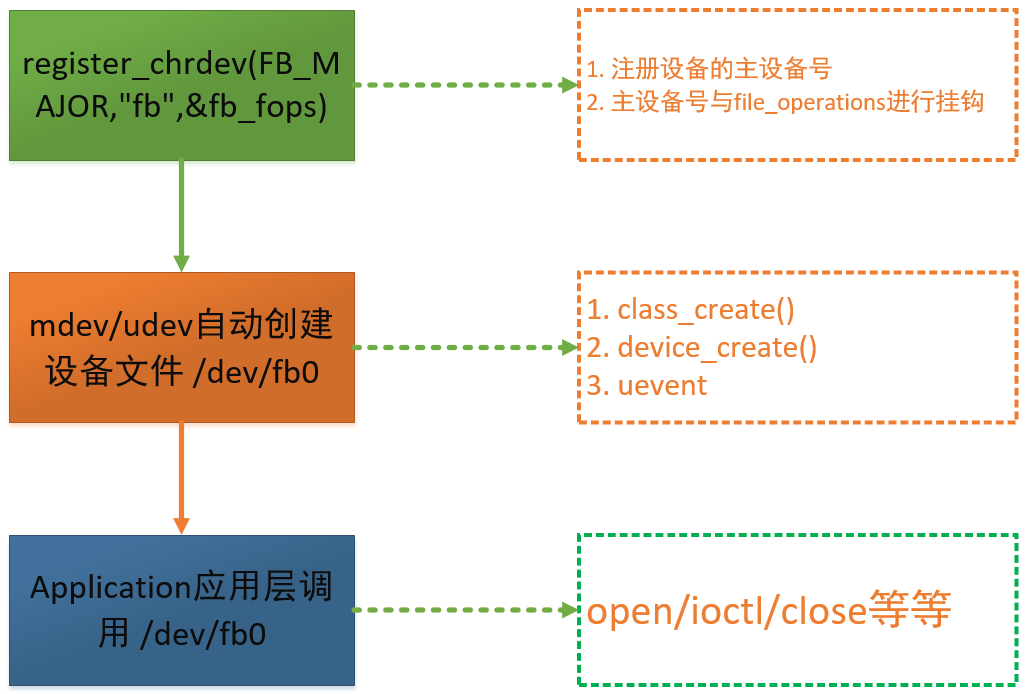 register_chrdev(FB_M
AJOR,"fb",&fb_fops)
1. 注册设备的主设备号
2. 主设备号与file_operations进行挂钩
mdev/udev自动创建
设备文件 /dev/fb0
1. class_create()
2. device_create()
3. uevent
Application应用层调
用 /dev/fb0
open/ioctl/close等等